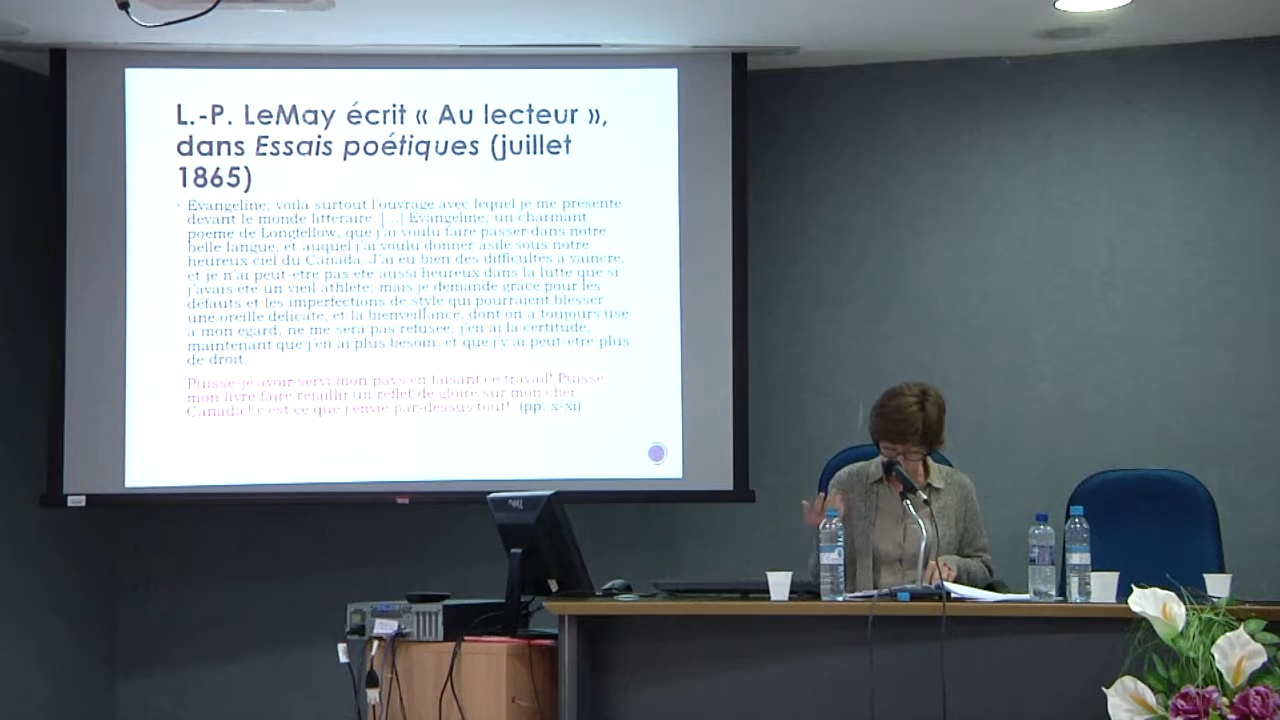 L.-P. LeMay écrit « Au lecteur »,
dans Essais poétiques (juillet
1865)
Evangeline, voilà surtout l'ouvrage avec lequel je me présente
devant le monde littéraire. [...] Evangeline, un charmant
poème de Longfellow, que j'ai voulu faire passer dans notre
belle langue, et auquel j'ai voulu donner asile sous notre
heureux ciel du Canada. J'ai eu bien des difficultés à vaincre,
et je n'ai peut-être pas été aussi heureux dans la lutte que si
j'avais été un vieil athlète; mais je demande grâce pour les
défauts et les imperfections de style qui pourraient blesser
une oreille délicate, et la bienveillance, dont on a toujours usé
à mon égard, ne me sera pas refusée, j'en ai la certitude,
maintenant que j'en ai plus besoin, et que j'y ai peut-être plus
de droit.
Puissé-je avoir servi mon pays en faisant ce travail! Puisse
mon livre faire rejaillir un reflet de gloire sur mon cher
Canada! c'est ce que j'envie par-dessus tout! (pp. x-xi)